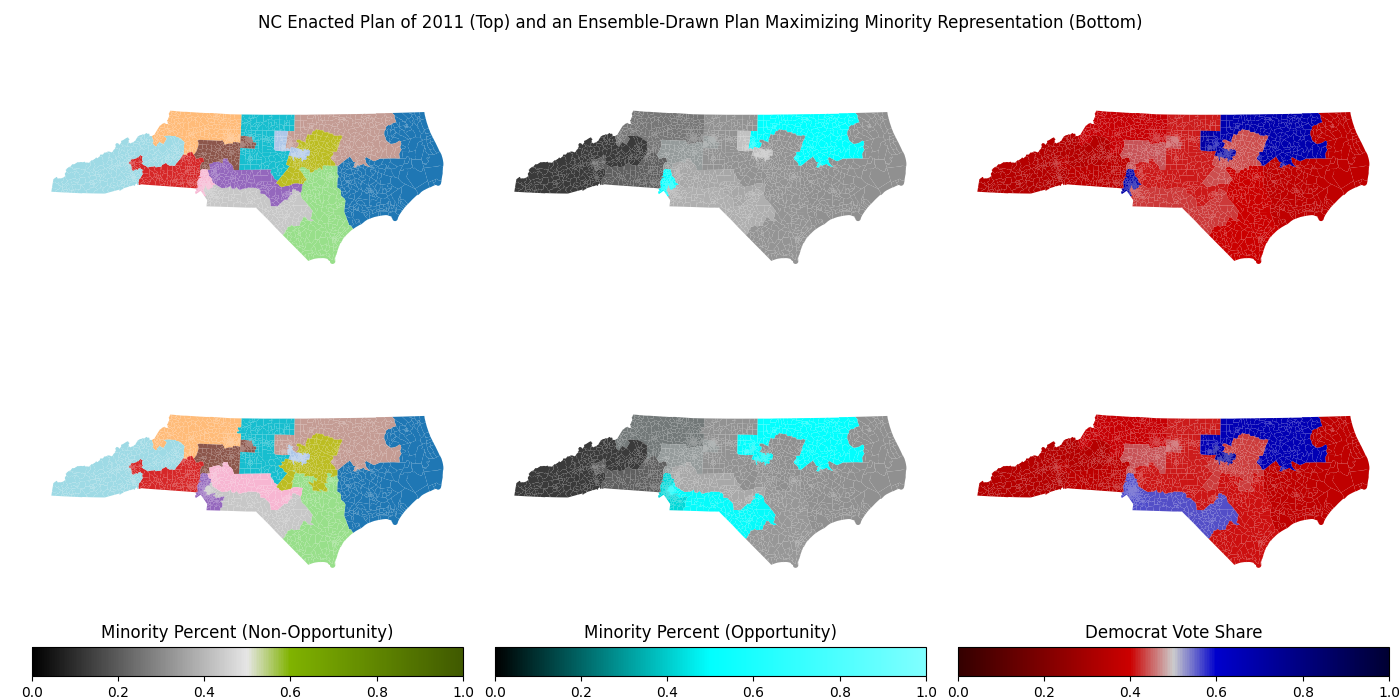 NC Enacted Plan of 2011 (Top) and an Ensemble-Drawn Plan Maximizing Minority Representation (Bottom)
Minority Percent (Non-Opportunity) Minority Percent (Opportunity) Democrat Vote Share
0.0 0.2 0.4 0.6 0.8 1.0 0.0 0.2 0.4 0.6 0.8 1.0 0.0 0.2 0.4 0.6 0.8 1.0